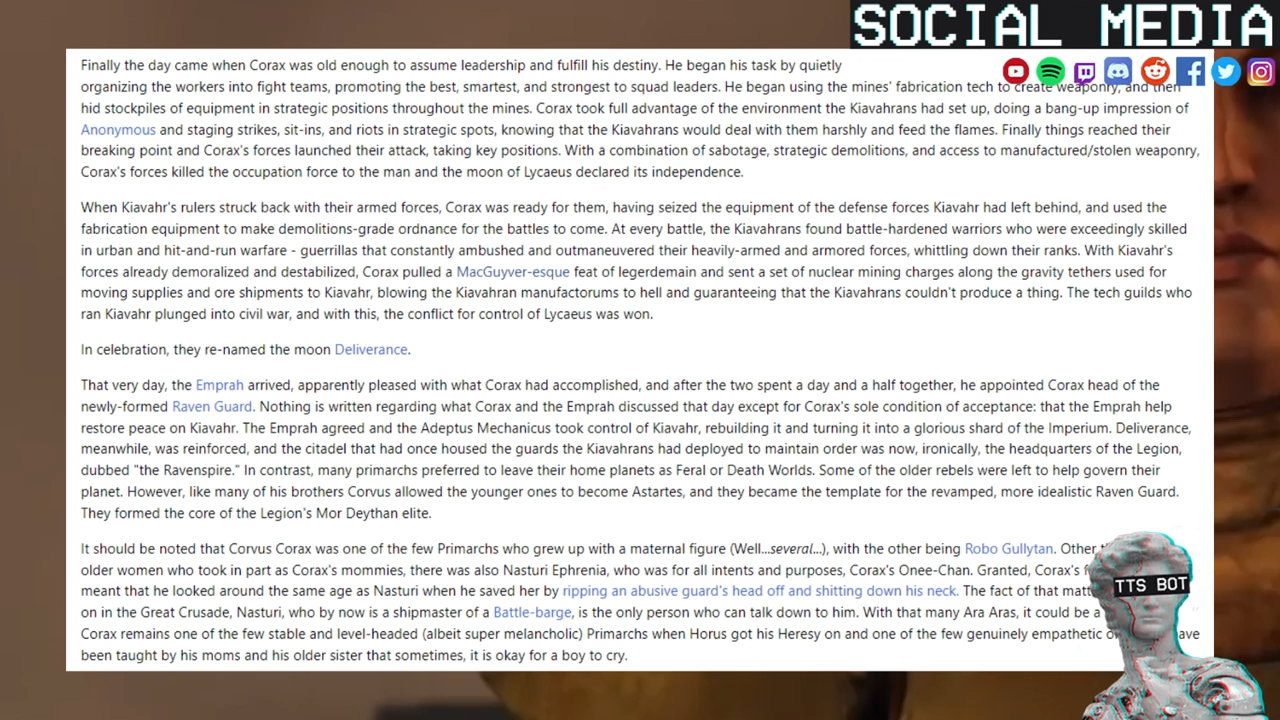 SOCIAL MEDIA
Finally the day came when Corax was old enough to assume leadership and fulfill his destiny. He began his task by quietly
organizing the workers into fight teams, promoting the best, smartest, and strongest to squad leaders. He began using the mines' fabrication tech to create weaponry, and then
hid stockpiles of equipment in strategic positions throughout the mines. Corax took full advantage of the environment the Kiavahrans had set up, doing a bang-up impression of
Anonymous and staging strikes, sit-ins, and riots in strategic spots, knowing that the Kiavahrans would deal with them harshly and feed the flames. Finally things reached their
breaking point and Corax's forces launched their attack, taking key positions. With a combination of sabotage, strategic demolitions, and access to manufactured/stolen weaponry,
Corax's forces killed the occupation force to the man and the moon of Lycaeus declared its independence.
When Kiavahr's rulers struck back with their armed forces, Corax was ready for them, having seized the equipment of the defense forces Kiavahr had left behind, and used the
fabrication equipment to make demolitions-grade ordnance for the battles to come. At every battle, the Kiavahrans found battle-hardened warriors who were exceedingly skilled
in urban and hit-and-run warfare - guerrillas that constantly ambushed and outmaneuvered their heavily-armed and armored forces, whittling down their ranks. With Kiavahr's
forces already demoralized and destabilized, Corax pulled a MacGuyver-esque feat of legerdemain and sent a set of nuclear mining charges along the gravity tethers used for
moving supplies and ore shipments to Kiavahr, blowing the Kiavahran manufactorums to hell and guaranteeing that the Kiavahrans couldn't produce a thing. The tech guilds who
ran Kiavahr plunged into civil war, and with this, the conflict for control of Lycaeus was won.
In celebration, they re-named the moon Deliverance.
That very day, the Emprah arrived, apparently pleased with what Corax had accomplished, and after the two spent a day and a half together, he appointed Corax head of the
newly-formed Raven Guard. Nothing is written regarding what Corax and the Emprah discussed that day except for Corax's sole condition of acceptance: that the Emprah help
restore peace on Kiavahr. The Emprah agreed and the Adeptus Mechanicus took control of Kiavahr, rebuilding it and turning it into a glorious shard of the Imperium. Deliverance,
meanwhile, was reinforced, and the citadel that had once housed the guards the Kiavahrans had deployed to maintain order was now, ironically, the headquarters of the Legion,
dubbed "the Ravenspire." In contrast, many primarchs preferred to leave their home planets as Feral or Death Worlds. Some of the older rebels were left to help govern their
planet. However, like many of his brothers Corvus allowed the younger ones to become Astartes, and they became the template for the revamped, more idealistic Raven Guard.
They formed the core of the Legion's Mor Deythan elite.
It should be noted that Corvus Corax was one of the few Primarchs who grew up with a maternal figure (Well...several...), with the other being Robo Gullytan. Other
older women who took in part as Corax's mommies, there was also Nasturi Ephrenia, who was for all intents and purposes, Corax's Onee-Chan. Granted, Corax's
meant that he looked around the same age as Nasturi when he saved her by ripping an abusive guard's head off and shitting down his neck. The fact of that
on in the Great Crusade, Nasturi, who by now is a shipmaster of a Battle-barge, is the only person who can talk down to him. With that many Ara Aras, it could be a
Corax remains one of the few stable and level-headed (albeit super melancholic) Primarchs when Horus got his Heresy on and one of the few genuinely empathetic
been taught by his moms and his older sister that sometimes, it is okay for a boy to cry.
TTS BOT